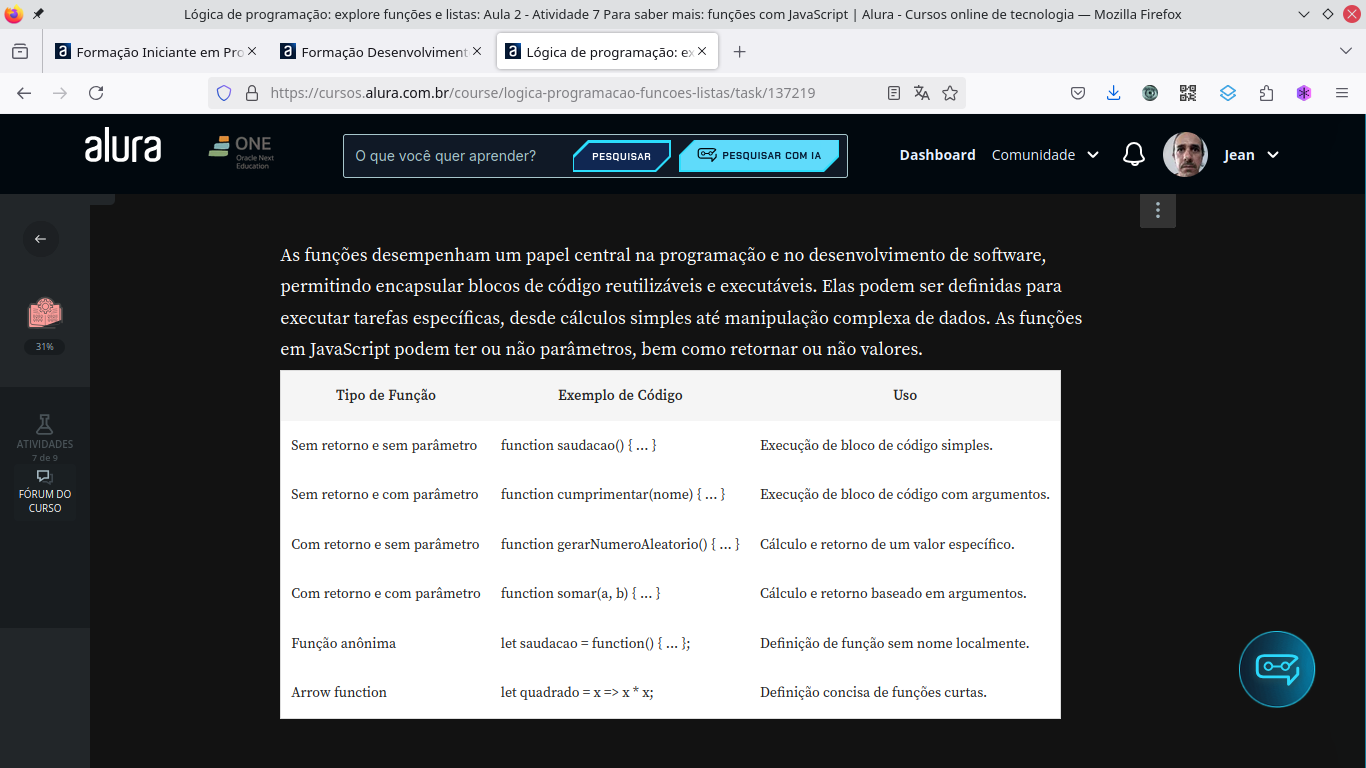 Lógica de programação: explore funções e listas: Aula 2 - Atividade 7 Para saber mais: funções com JavaScript | Alura - Cursos online de tecnologia — Mozilla Firefox
a Formação Iniciante em Pro
a Formação Desenvolviment
a Lógica de programação: ex
https://cursos.alura.com.br/course/logica-programacao-funcoes-listas/task/137219
alura
ONE
Oracle Next
Education
O que você quer aprender?
PESQUISAR
PESQUISAR COM IA
Dashboard
Comunidade
Jean
31%
ATIVIDADES
7 de 9
FÓRUM DO
CURSO
As funções desempenham um papel central na programação e no desenvolvimento de software,
permitindo encapsular blocos de código reutilizáveis e executáveis. Elas podem ser definidas para
executar tarefas específicas, desde cálculos simples até manipulação complexa de dados. As funções
em JavaScript podem ter ou não parâmetros, bem como retornar ou não valores.
Tipo de Função Exemplo de Código Uso
Sem retorno e sem parâmetro function saudacao() { ... } Execução de bloco de código simples.
Sem retorno e com parâmetro function cumprimentar(nome) { ... } Execução de bloco de código com argumentos.
Com retorno e sem parâmetro function gerarNumeroAleatorio() { ... } Cálculo e retorno de um valor específico.
Com retorno e com parâmetro function somar(a, b) { ... } Cálculo e retorno baseado em argumentos.
Função anônima let saudacao = function() { ... }; Definição de função sem nome localmente.
Arrow function let quadrado = x => x * x; Definição concisa de funções curtas.